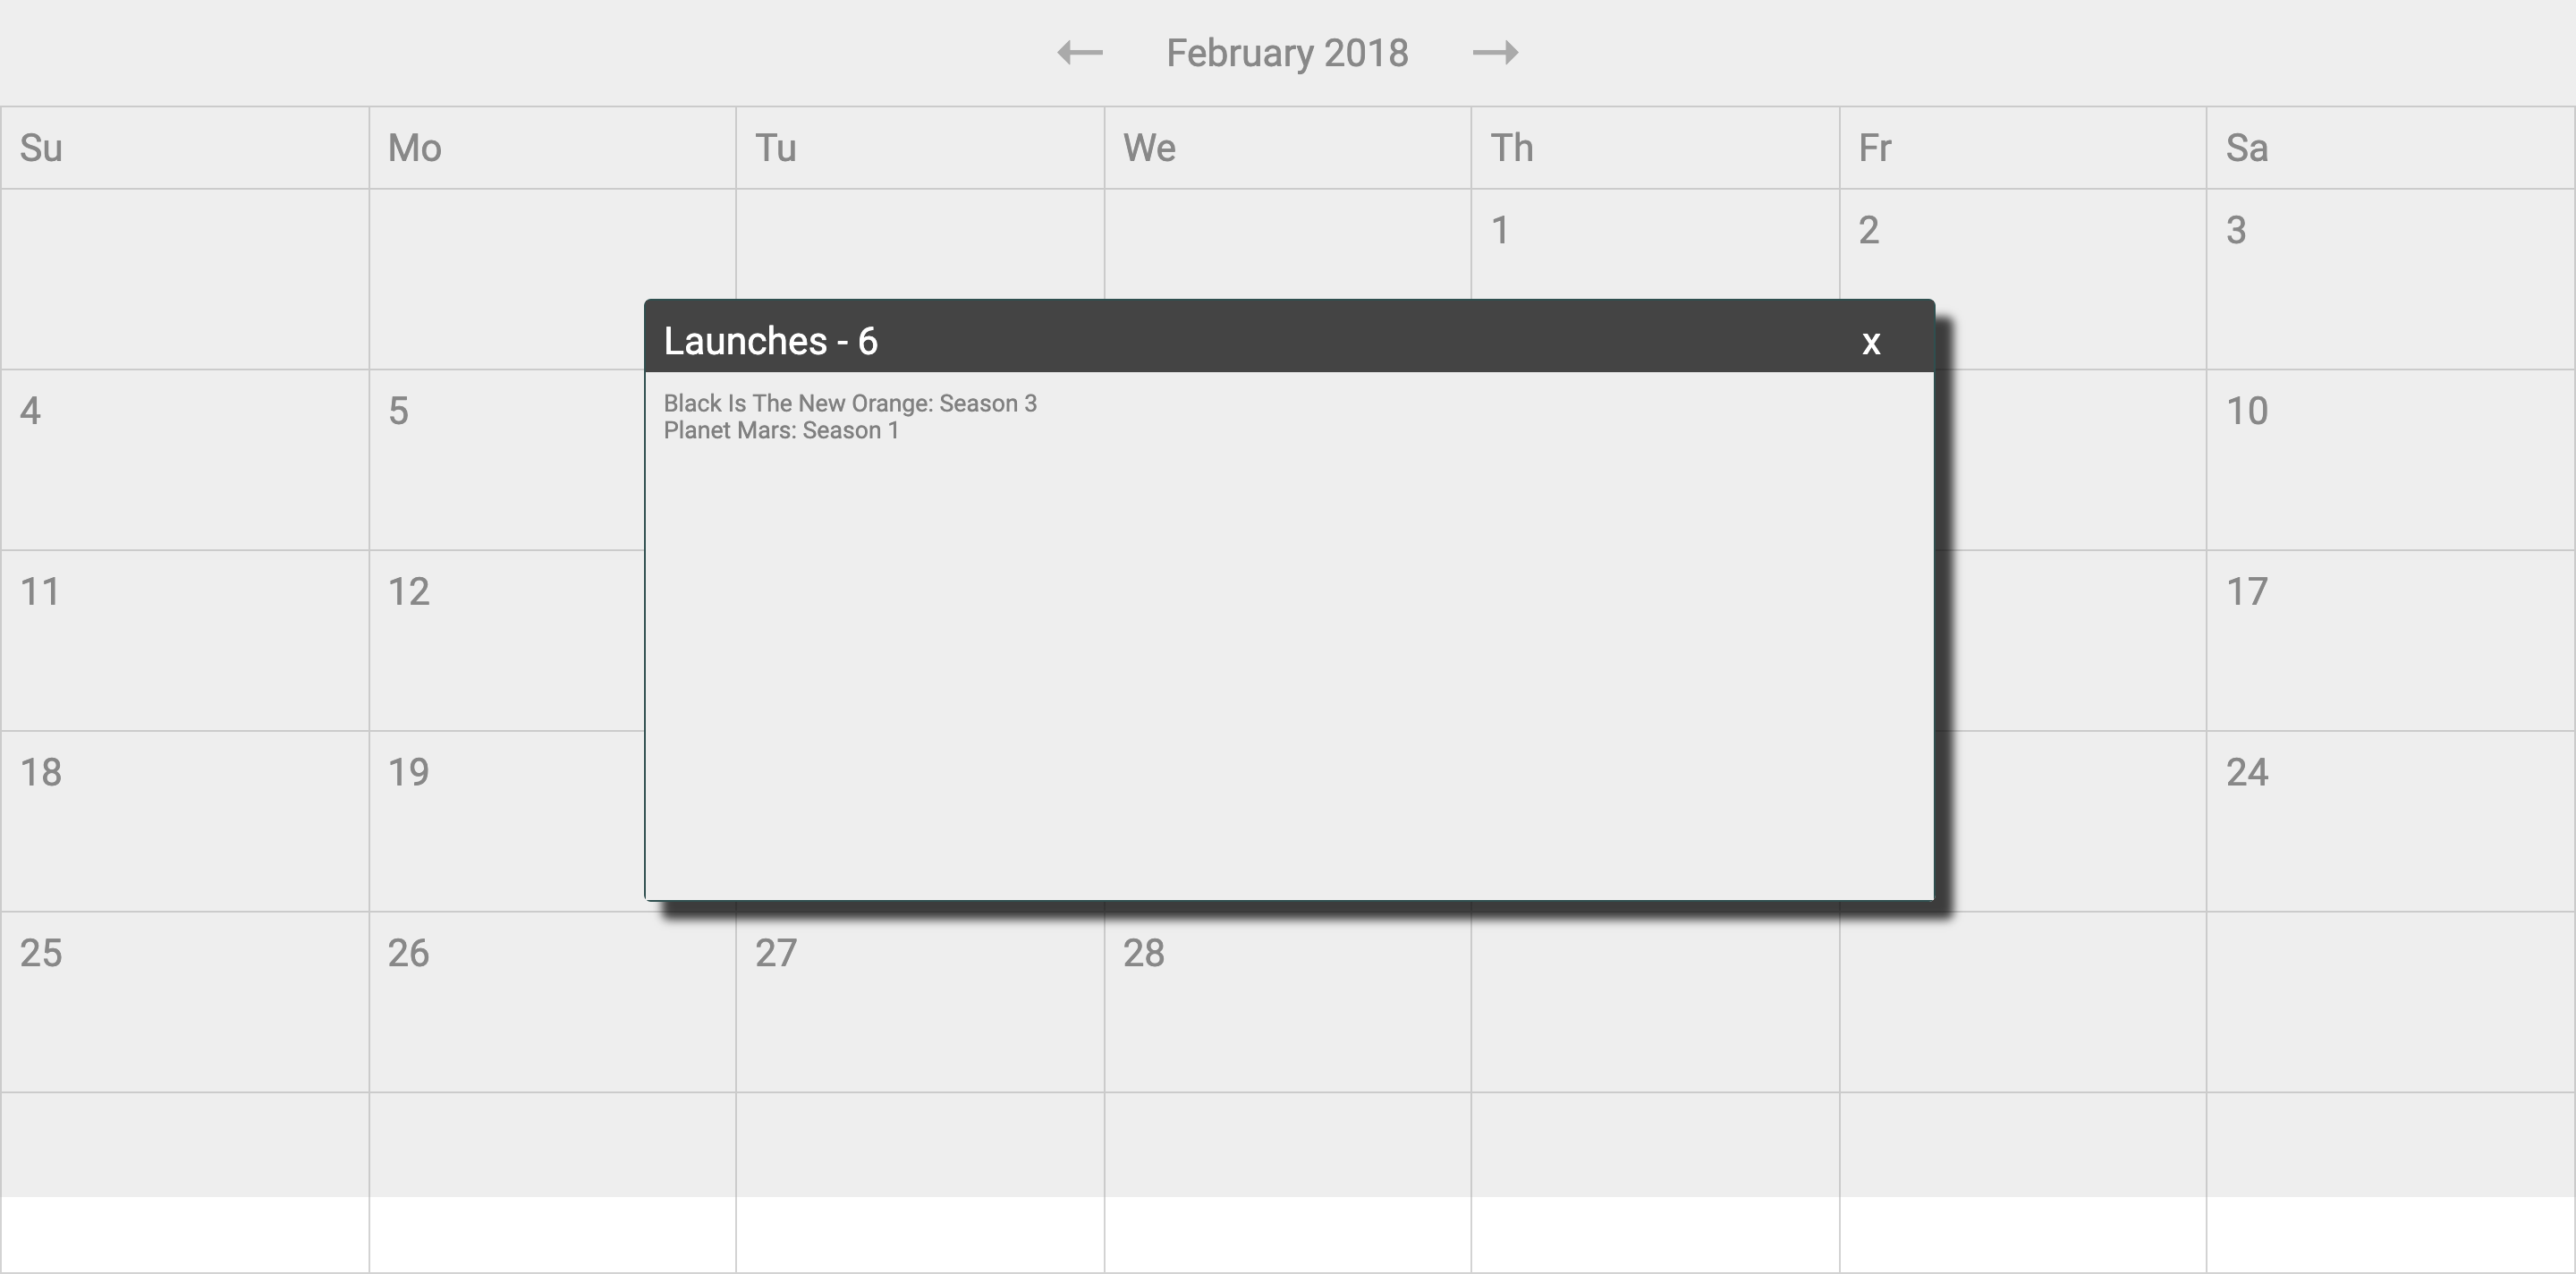 February 2018
Su Mo Tu We Th Fr Sa
1 2 3
Launches - 6 x
Black Is The New Orange: Season 3
Planet Mars: Season 1
4 5 10
11 12 17
18 19 24
25 26 27 28